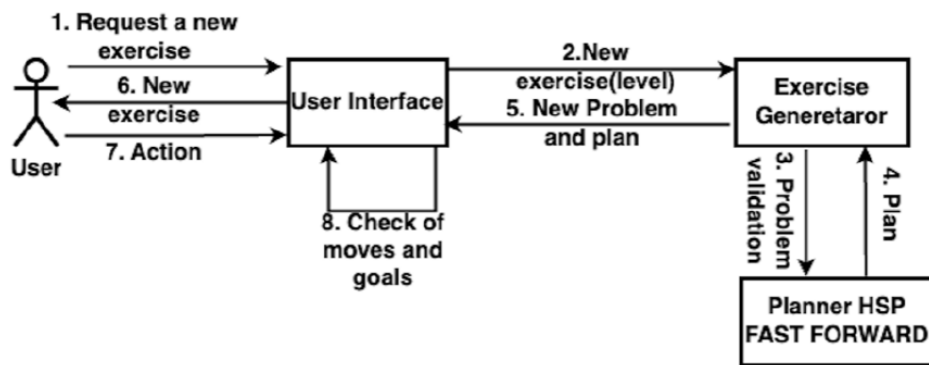 1. Request a new
exercise
6. New
exercise
7. Action
User
User Interface
2.New
exercise(level)
5. New Problem
and plan
8. Check of
moves and
goals
Exercise
Generetaror
3. Problem
validation
4. Plan
Planner HSP
FAST FORWARD